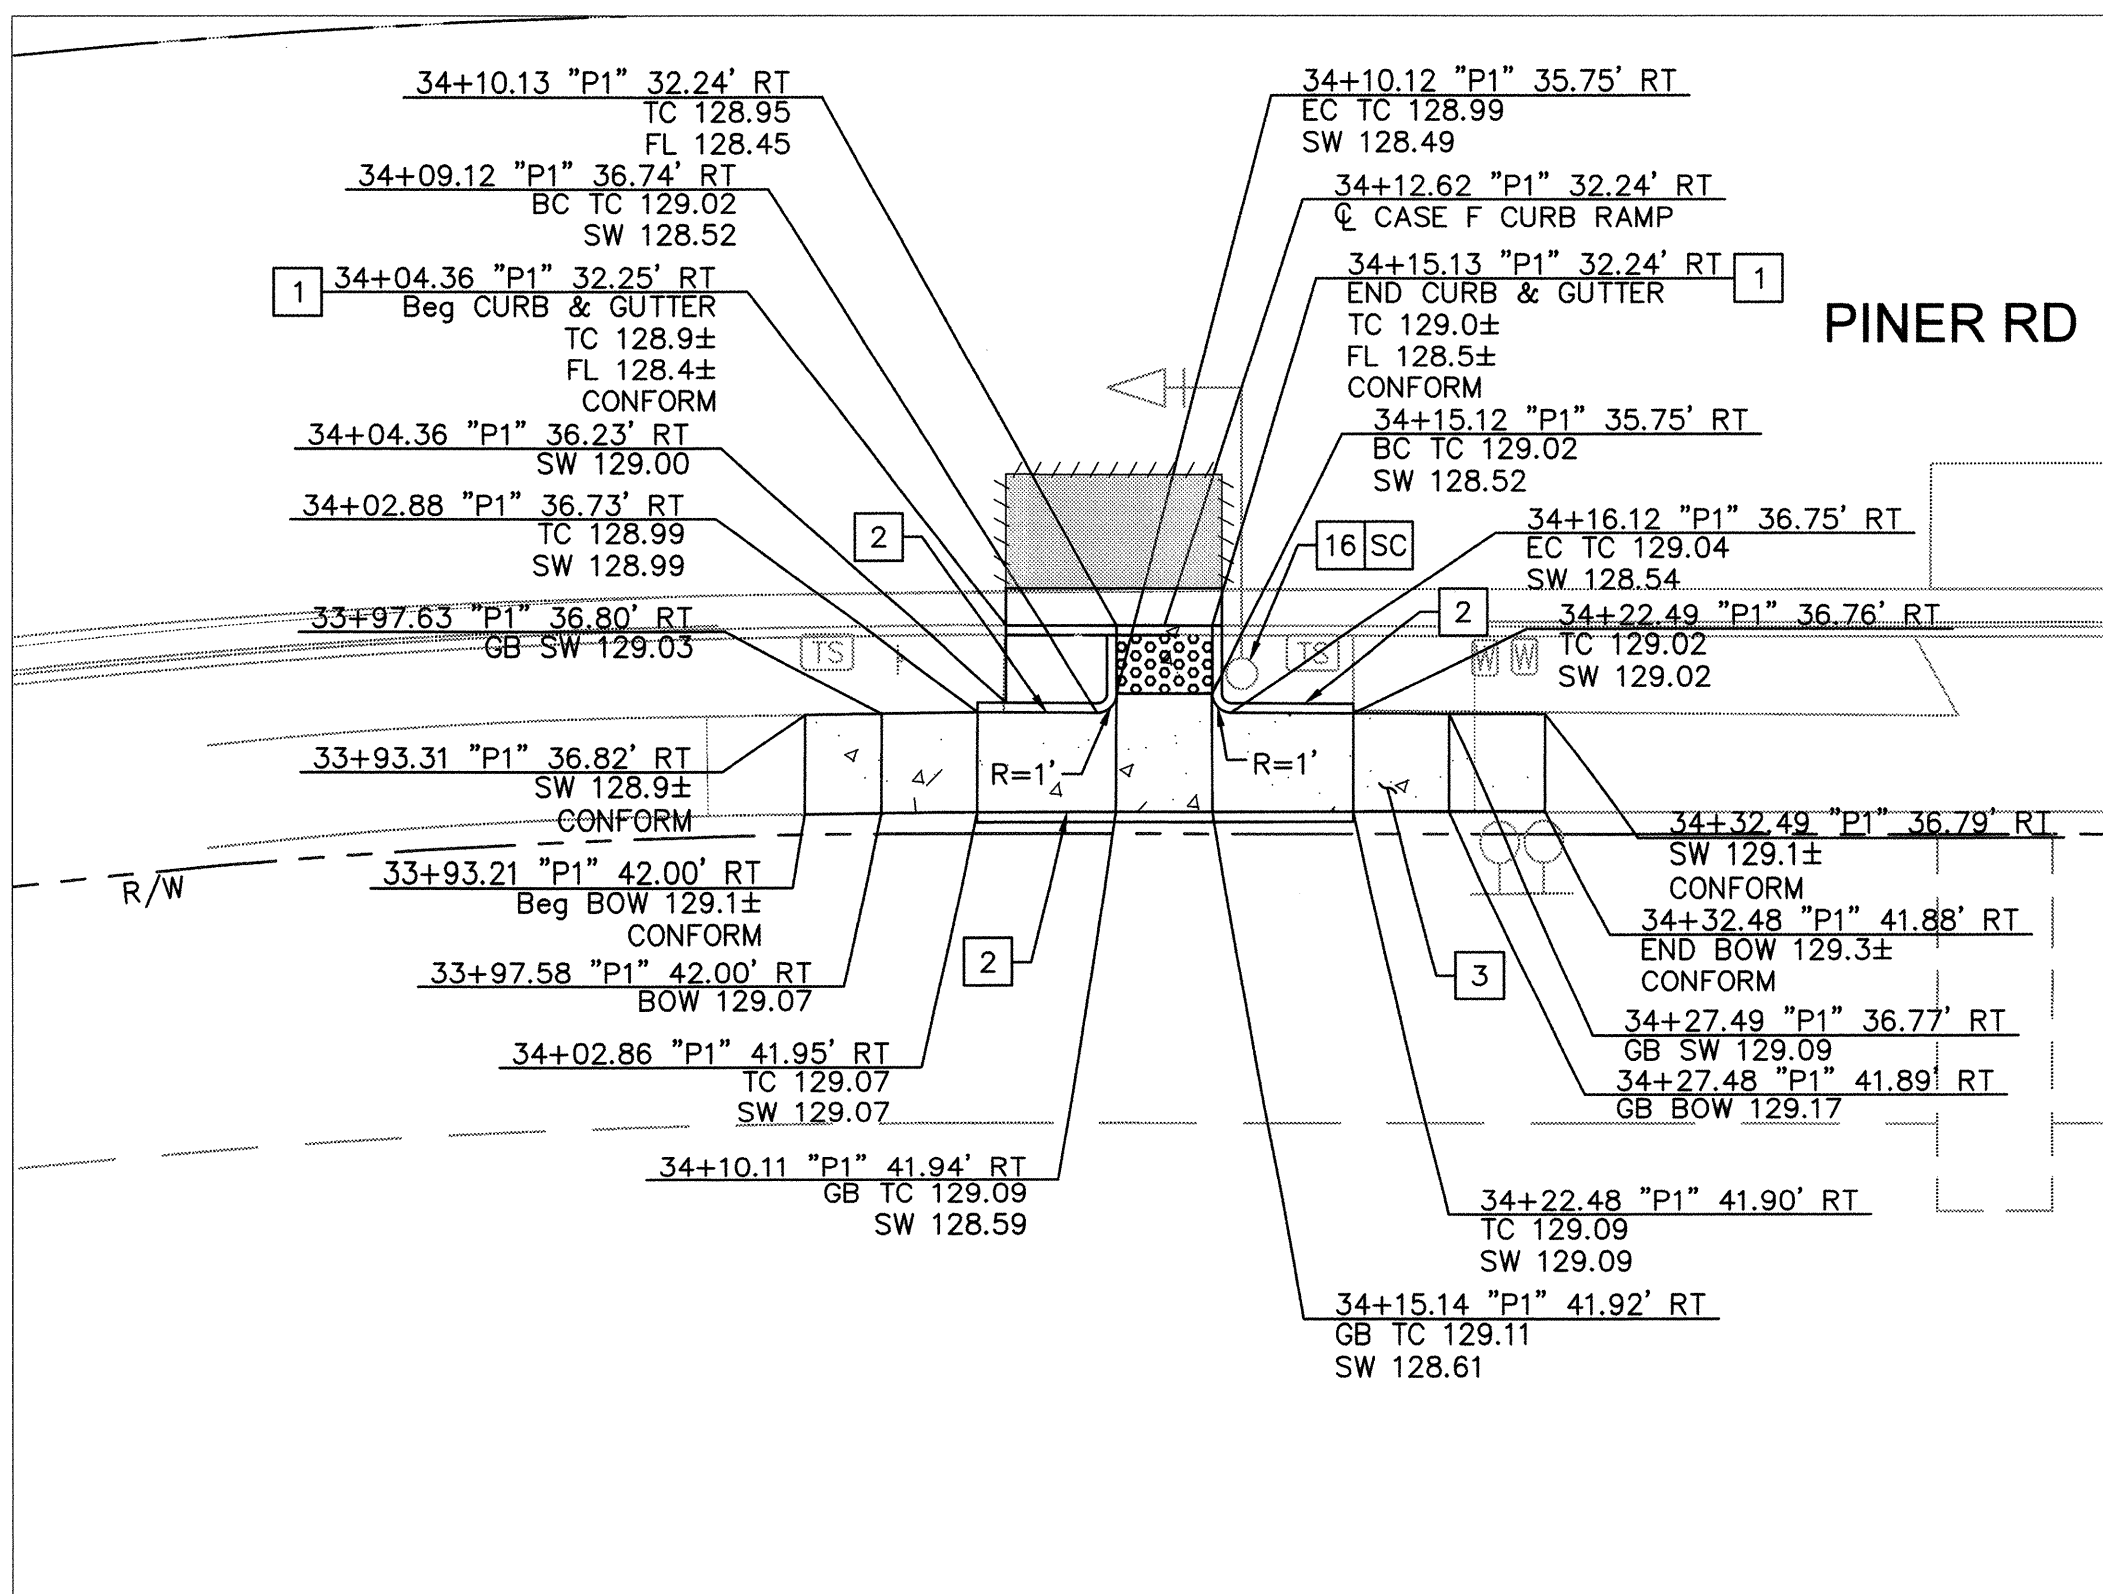 34+10.13 "P1" 32.24' RT
TC 128.95
FL 128.45
34+09.12 "P1" 36.74' RT
BC TC 129.02
SW 128.52
1
34+04.36 "P1" 32.25' RT
Beg CURB & GUTTER
TC 128.9±
FL 128.4±
CONFORM
34+04.36 "P1" 36.23' RT
SW 129.00
34+02.88 "P1" 36.73' RT
TC 128.99
SW 128.99
33+97.63 "P1" 36.80' RT
GB SW 129.03
33+93.31 "P1" 36.82' RT
SW 128.9±
CONFORM
R/W
33+93.21 "P1" 42.00' RT
Beg BOW 129.1±
CONFORM
33+97.58 "P1" 42.00' RT
BOW 129.07
34+02.86 "P1" 41.95' RT
TC 129.07
SW 129.07
34+10.11 "P1" 41.94' RT
GB TC 129.09
SW 128.59
2
TS
R=1'
R=1'
2
16 SC
TS
2
W W
3
34+10.12 "P1" 35.75' RT
EC TC 128.99
SW 128.49
34+12.62 "P1" 32.24' RT
℄ CASE F CURB RAMP
34+15.13 "P1" 32.24' RT
1
END CURB & GUTTER
TC 129.0±
FL 128.5±
CONFORM
PINER RD
34+15.12 "P1" 35.75' RT
BC TC 129.02
SW 128.52
34+16.12 "P1" 36.75' RT
EC TC 129.04
SW 128.54
34+22.49 "P1" 36.76' RT
TC 129.02
SW 129.02
34+32.49 "P1" 36.79' RT
SW 129.1±
CONFORM
34+32.48 "P1" 41.88' RT
END BOW 129.3±
CONFORM
34+27.49 "P1" 36.77' RT
GB SW 129.09
34+27.48 "P1" 41.89' RT
GB BOW 129.17
34+22.48 "P1" 41.90' RT
TC 129.09
SW 129.09
34+15.14 "P1" 41.92' RT
GB TC 129.11
SW 128.61